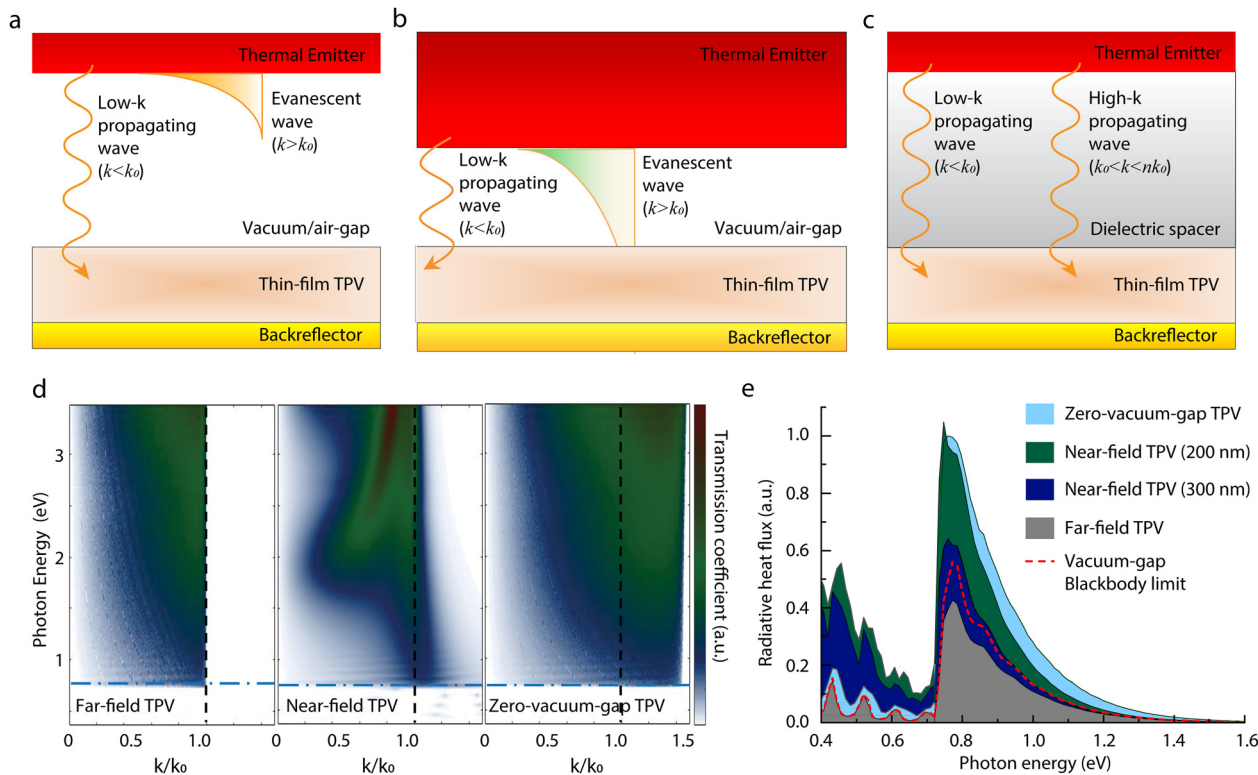 a
Thermal Emitter
Low-k
propagating
wave
(k<k₀)
Evanescent
wave
(k>k₀)
Vacuum/air-gap
Thin-film TPV
Backreflector
b
Thermal Emitter
Low-k
propagating
wave
(k<k₀)
Evanescent
wave
(k>k₀)
Vacuum/air-gap
Thin-film TPV
Backreflector
c
Thermal Emitter
Low-k
propagating
wave
(k<k₀)
High-k
propagating
wave
(k₀<k<nk₀)
Dielectric spacer
Thin-film TPV
Backreflector
d
Photon Energy (eV)
3
2
1
Far-field TPV
Near-field TPV
Zero-vacuum-gap TPV
0 0.5 1.0
0 0.5 1.0
0 0.5 1.0 1.5
k/k₀
k/k₀
k/k₀
Transmission coefficient (a.u.)
e
Radiative heat flux (a.u.)
1.0
0.8
0.6
0.4
0.2
0.0
0.4 0.6 0.8 1.0 1.2 1.4 1.6
Photon energy (eV)
Zero-vacuum-gap TPV
Near-field TPV (200 nm)
Near-field TPV (300 nm)
Far-field TPV
Vacuum-gap
Blackbody limit